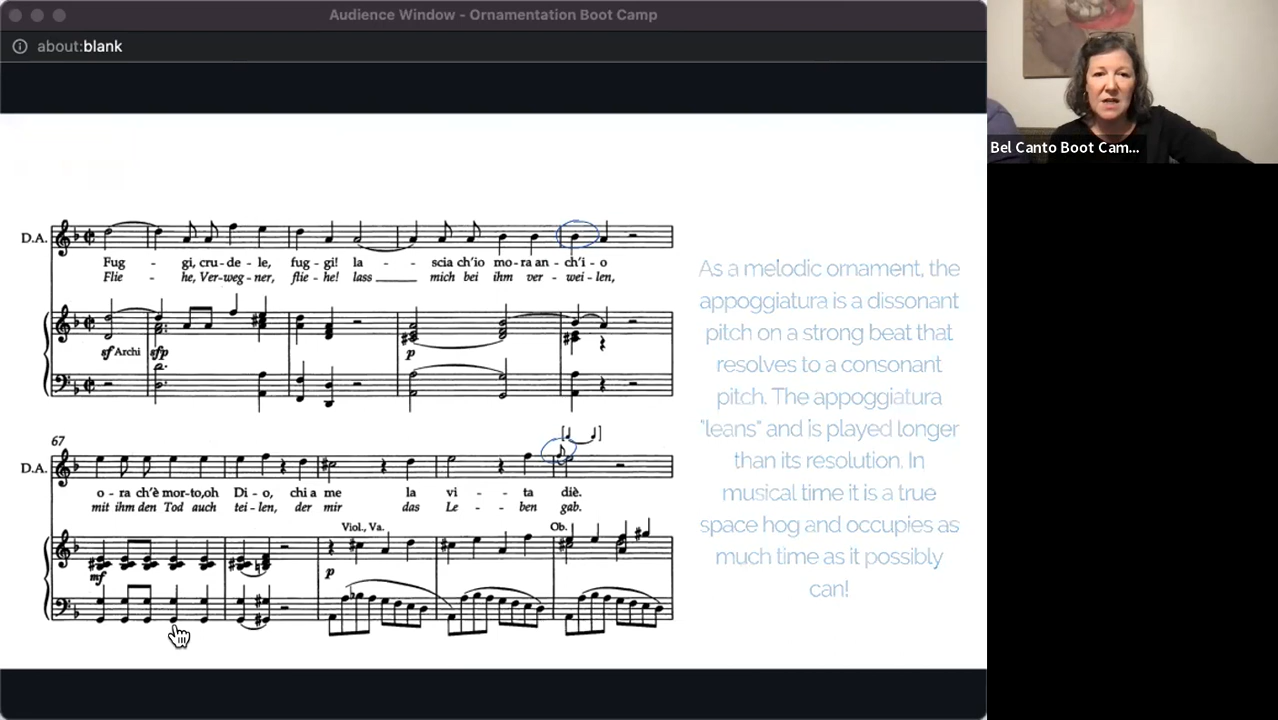 Audience Window - Ornamentation Boot Camp
about:blank
Bel Canto Boot Cam...
D.A.
Fug - gi, cru - de - le, fug - gi! la - - scia ch'io mo - ra an - ch'i - o
Flie - he, Ver - weg - ner, flie - he! lass mich bei ihm ver - wei - len,
sf Archi sfp p
67
D.A.
o - ra ch'è mor - to, oh Di - o, chi a me la vi - - ta diè.
mit ihm den Tod auch tei - len, der mir das Le - - ben gab.
Viol., Va. Ob.
mf p
As a melodic ornament, the
appoggiatura is a dissonant
pitch on a strong beat that
resolves to a consonant
pitch. The appoggiatura
"leans" and is played longer
than its resolution. In
musical time it is a true
space hog and occupies as
much time as it possibly
can!